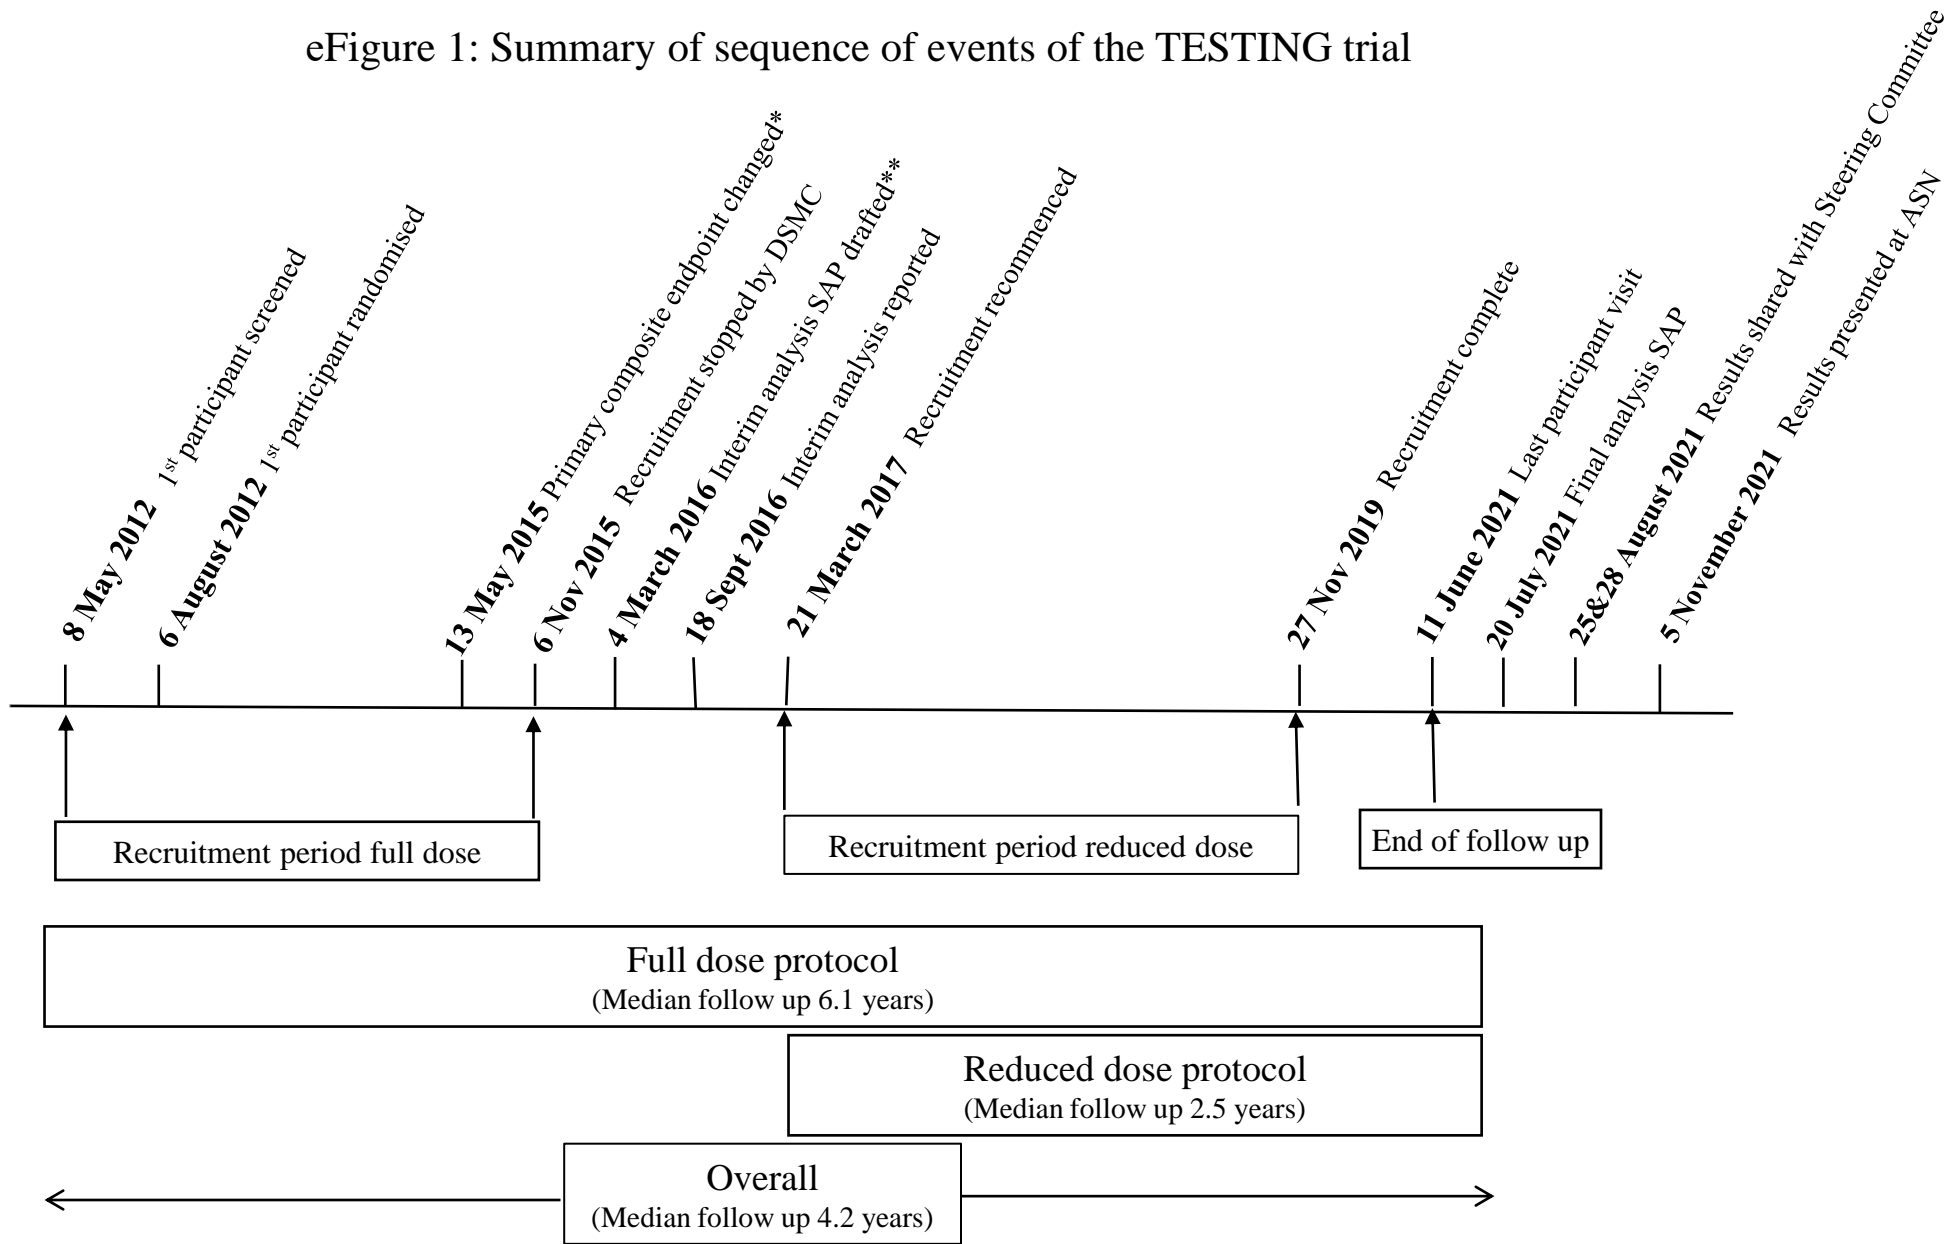 eFigure 1: Summary of sequence of events of the TESTING trial
8 May 2012 1st participant screened
6 August 2012 1st participant randomised
13 May 2015 Primary composite endpoint changed*
6 Nov 2015 Recruitment stopped by DSMC
4 March 2016 Interim analysis SAP drafted**
18 Sept 2016 Interim analysis reported
21 March 2017 Recruitment recommenced
27 Nov 2019 Recruitment complete
11 June 2021 Last participant visit
20 July 2021 Final analysis SAP
25&28 August 2021 Results shared with Steering Committee
5 November 2021 Results presented at ASN
Recruitment period full dose
Recruitment period reduced dose
End of follow up
Full dose protocol
(Median follow up 6.1 years)
Reduced dose protocol
(Median follow up 2.5 years)
Overall
(Median follow up 4.2 years)